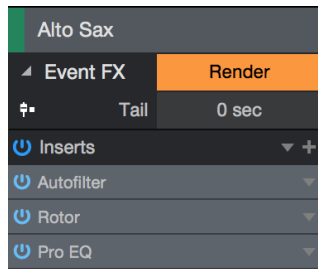 Alto Sax
Event FX Render
Tail 0 sec
Inserts
Autofilter
Rotor
Pro EQ